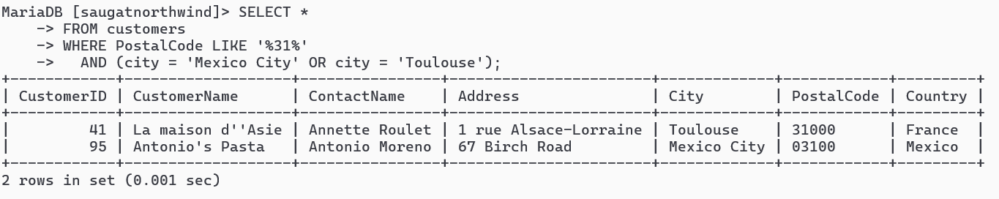 MariaDB [saugatnorthwind]> SELECT *
    -> FROM customers
    -> WHERE PostalCode LIKE '%31%'
    ->   AND (city = 'Mexico City' OR city = 'Toulouse');
+------------+-------------------+----------------+-----------------------+-------------+------------+---------+
| CustomerID | CustomerName      | ContactName    | Address               | City        | PostalCode | Country |
+------------+-------------------+----------------+-----------------------+-------------+------------+---------+
|         41 | La maison d''Asie | Annette Roulet | 1 rue Alsace-Lorraine | Toulouse    | 31000      | France  |
|         95 | Antonio's Pasta   | Antonio Moreno | 67 Birch Road         | Mexico City | 03100      | Mexico  |
+------------+-------------------+----------------+-----------------------+-------------+------------+---------+
2 rows in set (0.001 sec)